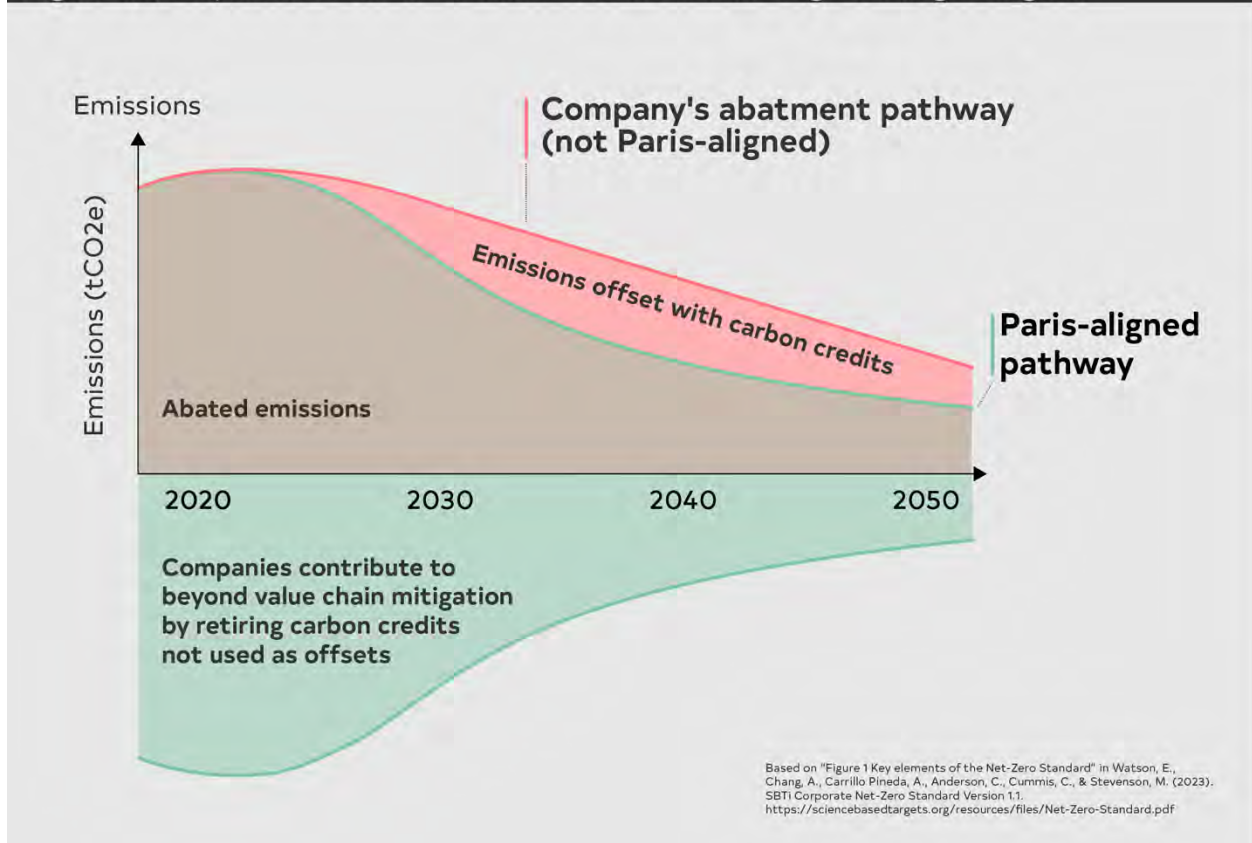 Emissions
Company's abatment pathway
(not Paris-aligned)
Emissions (tCO2e)
Emissions offset with carbon credits
Paris-aligned
pathway
Abated emissions
2020
2030
2040
2050
Companies contribute to
beyond value chain mitigation
by retiring carbon credits
not used as offsets
Based on "Figure 1 Key elements of the Net-Zero Standard" in Watson, E.,
Chang, A., Carrillo Pineda, A., Anderson, C., Cummis, C., & Stevenson, M. (2023).
SBTi Corporate Net-Zero Standard Version 1.1.
https://sciencebasedtargets.org/resources/files/Net-Zero-Standard.pdf